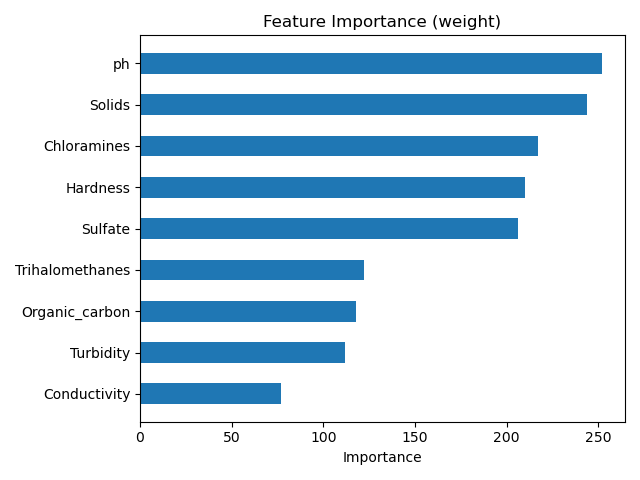 Feature Importance (weight)
ph
Solids
Chloramines
Hardness
Sulfate
Trihalomethanes
Organic_carbon
Turbidity
Conductivity
0 50 100 150 200 250
Importance